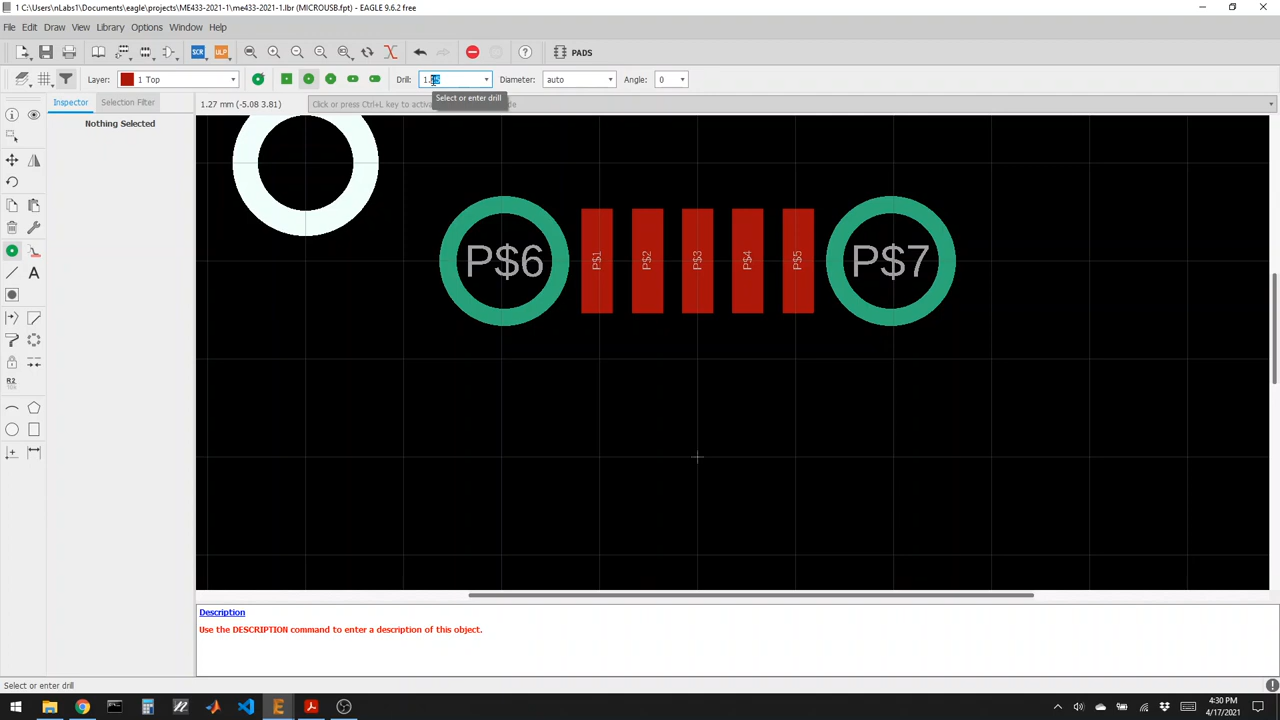 1 C:\Users\nLabs1\Documents\eagle\projects\ME433-2021-1\me433-2021-1.lbr (MICROUSB.fpt) - EAGLE 9.6.2 free
File Edit Draw View Library Options Window Help
SCR ULP PADS
Layer: 1 Top Drill: Diameter: auto Angle: 0
Inspector Selection Filter 1.27 mm (-5.08 3.81)
Select or enter drill
Nothing Selected
P$6 P$1 P$2 P$3 P$4 P$5 P$7
R2
10k
Description
Use the DESCRIPTION command to enter a description of this object.
Select or enter drill
4:30 PM
4/17/2021